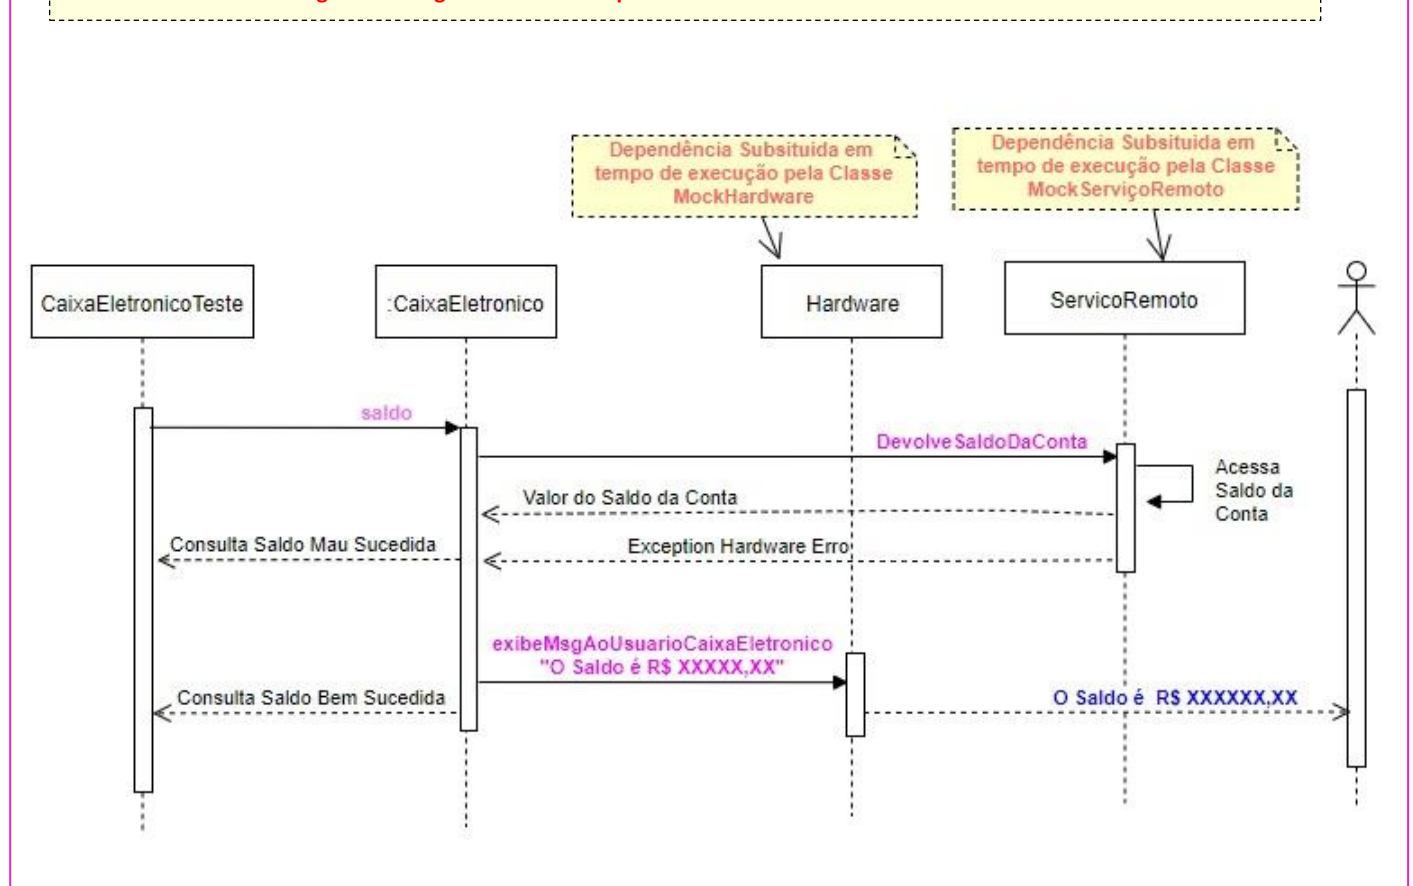 Dependência Subsituida em
tempo de execução pela Classe
MockHardware
Dependência Subsituida em
tempo de execução pela Classe
MockServiçoRemoto
CaixaEletronicoTeste
:CaixaEletronico
Hardware
ServicoRemoto
saldo
DevolveSaldoDaConta
Acessa
Saldo da
Conta
Valor do Saldo da Conta
Consulta Saldo Mau Sucedida
Exception Hardware Erro
exibeMsgAoUsuarioCaixaEletronico
"O Saldo é R$ XXXXX,XX"
Consulta Saldo Bem Sucedida
O Saldo é R$ XXXXXX,XX